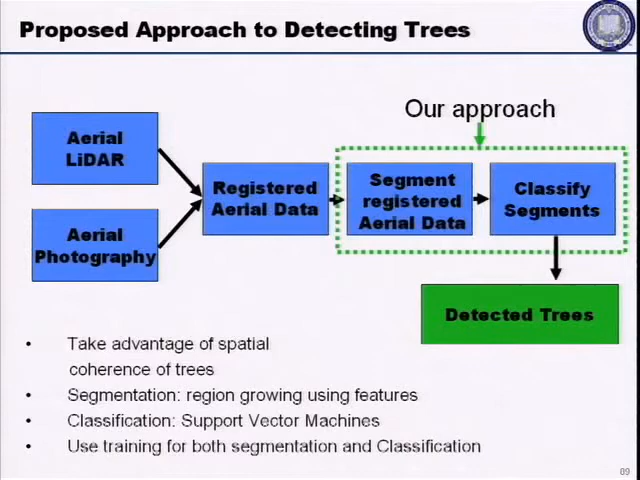 Proposed Approach to Detecting Trees
Our approach
Aerial
LiDAR
Aerial
Photography
Registered
Aerial Data
Segment
registered
Aerial Data
Classify
Segments
Detected Trees
• Take advantage of spatial
coherence of trees
• Segmentation: region growing using features
• Classification: Support Vector Machines
• Use training for both segmentation and Classification
09